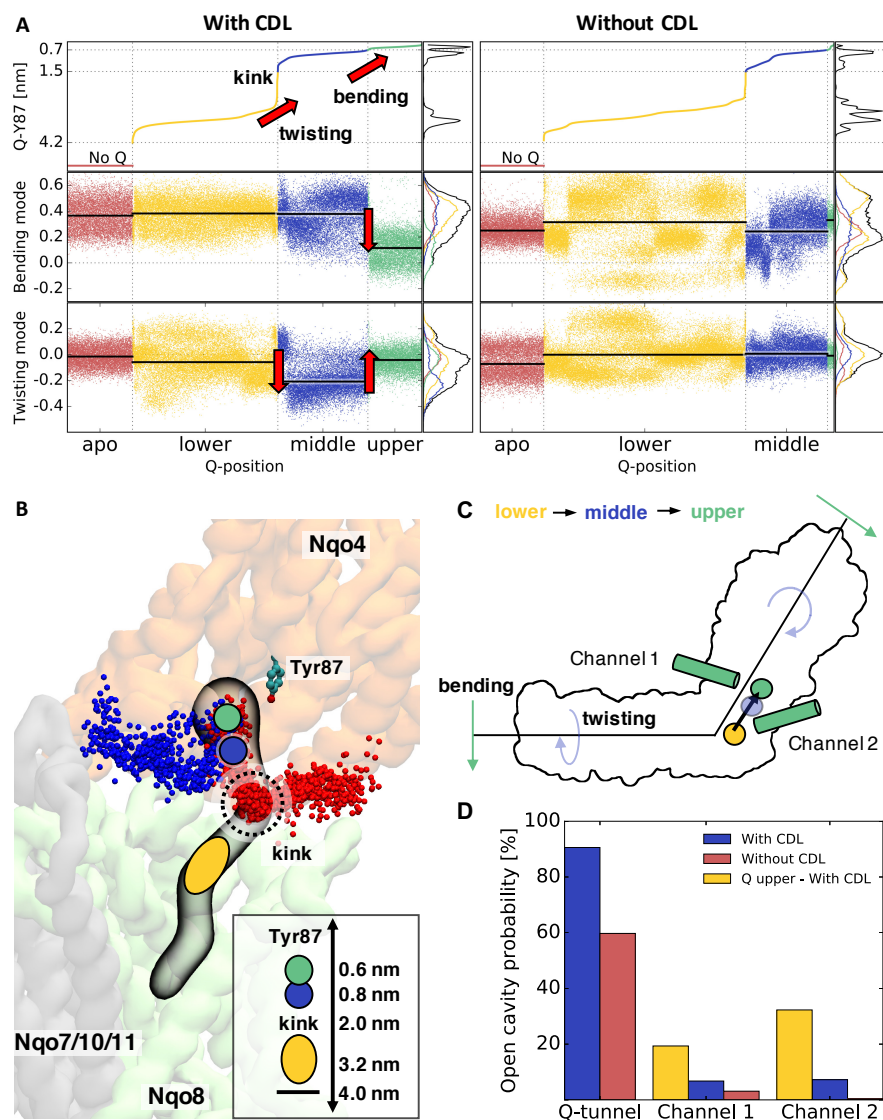 With CDL
Without CDL
A
Q-Y87 [nm]
0.7
1.5
4.2
kink
twisting
bending
No Q
No Q
Bending mode
0.6
0.4
0.2
0.0
-0.2
Twisting mode
0.2
0.0
-0.2
-0.4
apo
lower
middle
upper
apo
lower
middle
Q-position
Q-position
B
Nqo4
Tyr87
kink
Nqo7/10/11
Nqo8
Tyr87
0.6 nm
0.8 nm
kink
2.0 nm
3.2 nm
4.0 nm
C
lower → middle → upper
Channel 1
bending
twisting
Channel 2
D
Open cavity probability [%]
100
80
60
40
20
With CDL
Without CDL
Q upper - With CDL
Q-tunnel
Channel 1
Channel 2